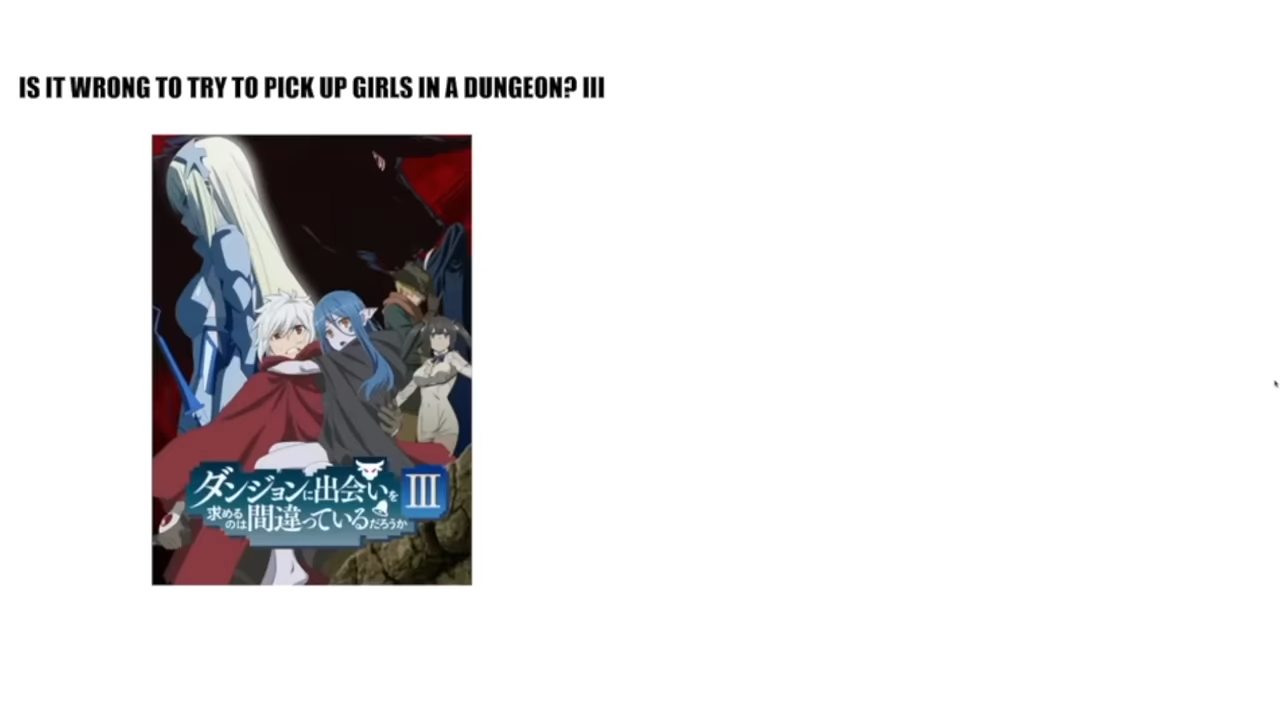 IS IT WRONG TO TRY TO PICK UP GIRLS IN A DUNGEON? III
ダンジョンに出会いを
求める
のは間違っているだろうか
III